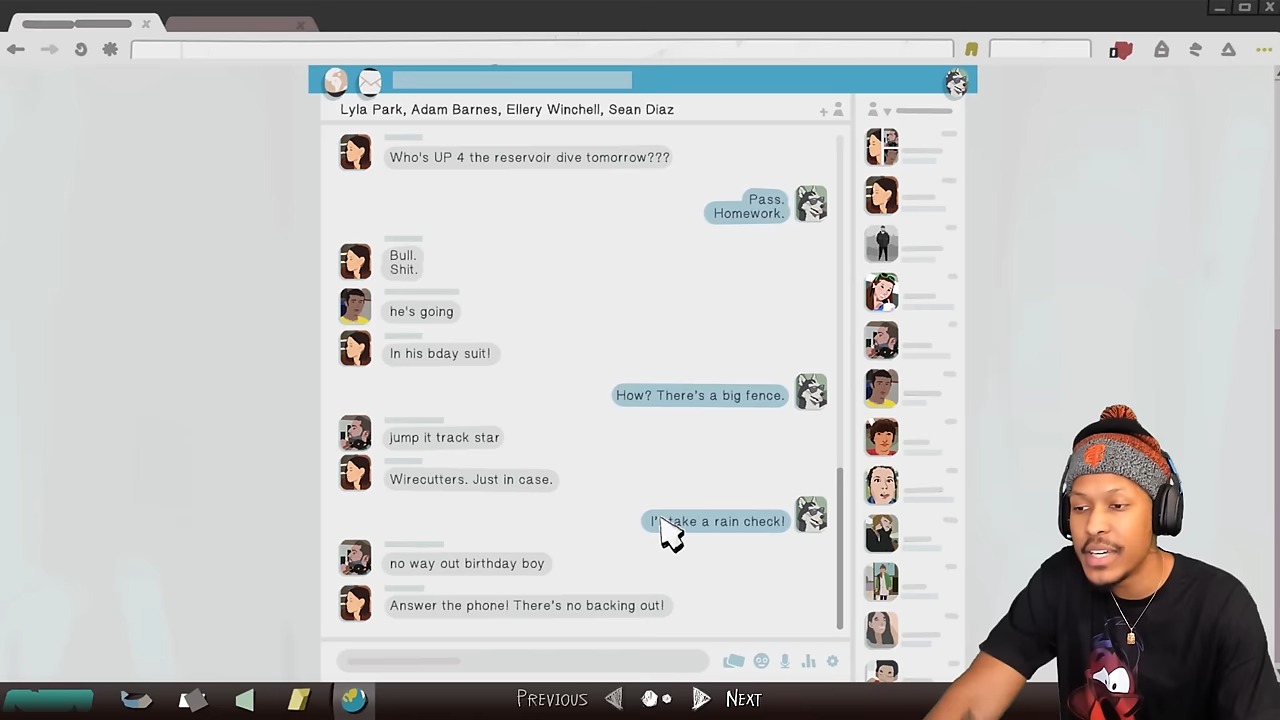 Lyla Park, Adam Barnes, Ellery Winchell, Sean Diaz
Who's UP 4 the reservoir dive tomorrow???
Pass.
Homework.
Bull.
Shit.
he's going
In his bday suit!
How? There's a big fence.
jump it track star
Wirecutters. Just in case.
take a rain check!
no way out birthday boy
Answer the phone! There's no backing out!
Previous
Next